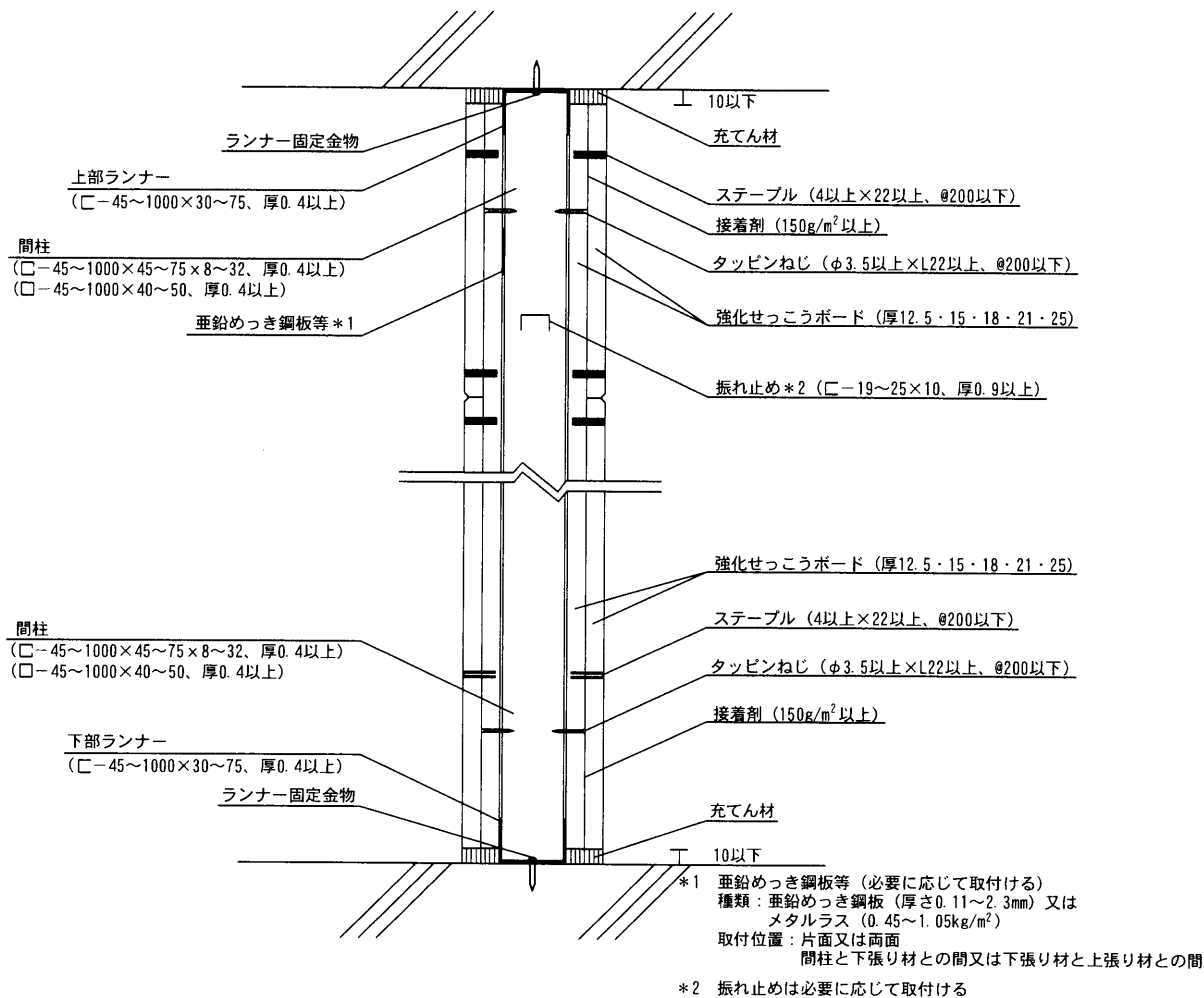 10以下
ランナー固定金物
充てん材
上部ランナー
(⊏-45~1000×30~75、厚0.4以上)
ステープル (4以上×22以上、@200以下)
接着剤 (150g/m²以上)
間柱
(⊏-45~1000×45~75×8~32、厚0.4以上)
(□-45~1000×40~50、厚0.4以上)
タッピンねじ (φ3.5以上×L22以上、@200以下)
亜鉛めっき鋼板等*1
強化せっこうボード (厚12.5・15・18・21・25)
振れ止め*2 (⊏-19~25×10、厚0.9以上)
強化せっこうボード (厚12.5・15・18・21・25)
ステープル (4以上×22以上、@200以下)
間柱
(⊏-45~1000×45~75×8~32、厚0.4以上)
(□-45~1000×40~50、厚0.4以上)
タッピンねじ (φ3.5以上×L22以上、@200以下)
接着剤 (150g/m²以上)
下部ランナー
(⊏-45~1000×30~75、厚0.4以上)
ランナー固定金物
充てん材
10以下
*1 亜鉛めっき鋼板等 (必要に応じて取付ける)
種類:亜鉛めっき鋼板 (厚さ0.11~2.3mm) 又は
メタルラス (0.45~1.05kg/m²)
取付位置:片面又は両面
間柱と下張り材との間又は下張り材と上張り材との間
*2 振れ止めは必要に応じて取付ける